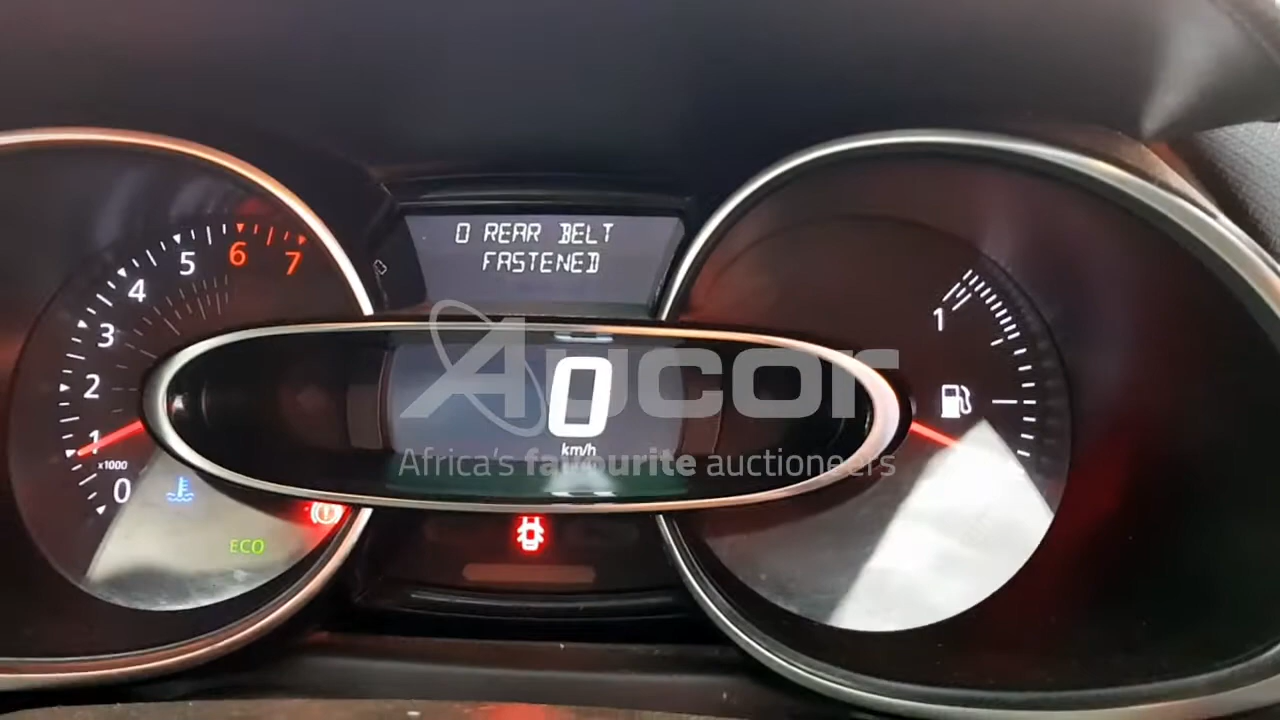 0 REAR BELT
FASTENED
7
6
5
4
3
2
1
x1000
0
ECO
0
km/h
1
Aucor
Africa's favourite auctioneers